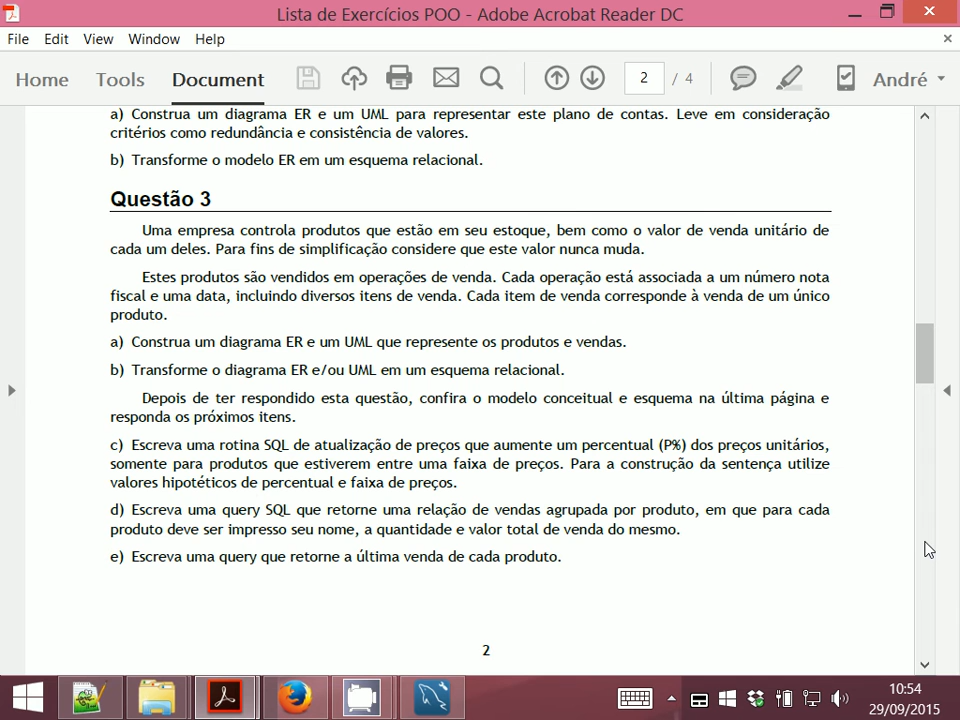 Lista de Exercícios POO - Adobe Acrobat Reader DC
File Edit View Window Help
Home Tools Document 2 / 4 André
a) Construa um diagrama ER e um UML para representar este plano de contas. Leve em consideração
critérios como redundância e consistência de valores.
b) Transforme o modelo ER em um esquema relacional.
Questão 3
Uma empresa controla produtos que estão em seu estoque, bem como o valor de venda unitário de
cada um deles. Para fins de simplificação considere que este valor nunca muda.
Estes produtos são vendidos em operações de venda. Cada operação está associada a um número nota
fiscal e uma data, incluindo diversos itens de venda. Cada item de venda corresponde à venda de um único
produto.
a) Construa um diagrama ER e um UML que represente os produtos e vendas.
b) Transforme o diagrama ER e/ou UML em um esquema relacional.
Depois de ter respondido esta questão, confira o modelo conceitual e esquema na última página e
responda os próximos itens.
c) Escreva uma rotina SQL de atualização de preços que aumente um percentual (P%) dos preços unitários,
somente para produtos que estiverem entre uma faixa de preços. Para a construção da sentença utilize
valores hipotéticos de percentual e faixa de preços.
d) Escreva uma query SQL que retorne uma relação de vendas agrupada por produto, em que para cada
produto deve ser impresso seu nome, a quantidade e valor total de venda do mesmo.
e) Escreva uma query que retorne a última venda de cada produto.
2
10:54
29/09/2015